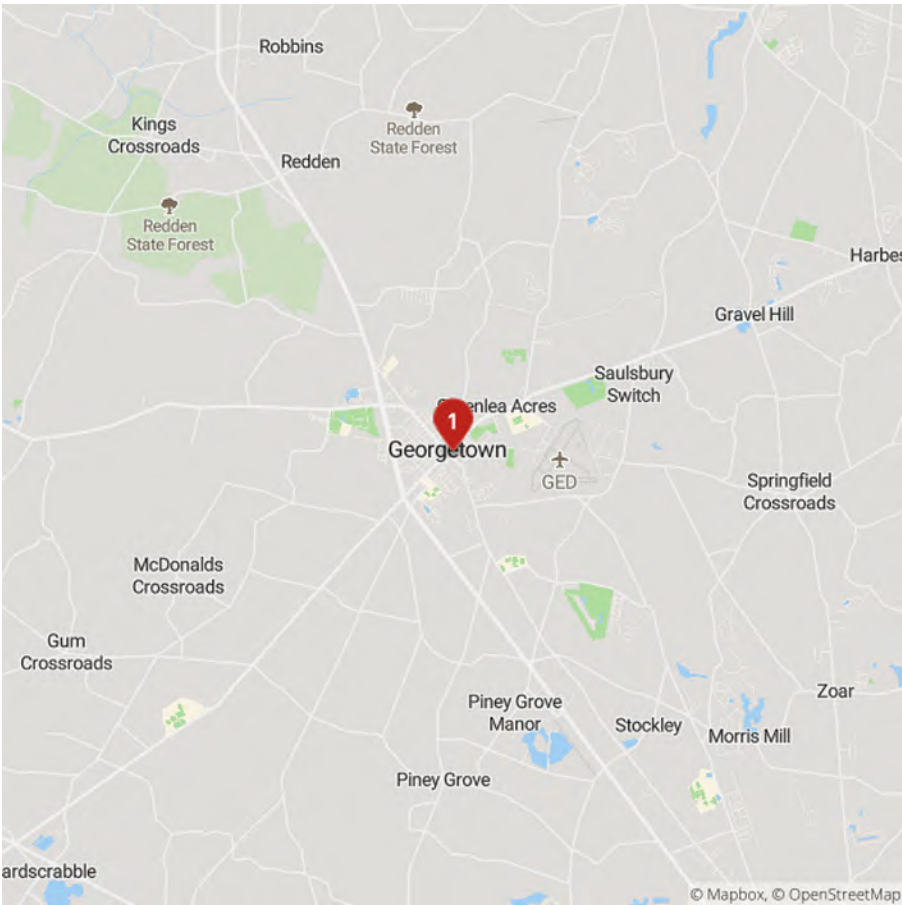 Robbins
Kings
Crossroads
Redden
State Forest
Redden
Redden
State Forest
Harbes
Gravel Hill
Saulsbury
Switch
enlea Acres
1
Georgetown
GED
Springfield
Crossroads
McDonalds
Crossroads
Gum
Crossroads
Zoar
Piney Grove
Manor
Stockley
Morris Mill
Piney Grove
ardscrabble
© Mapbox, © OpenStreetMap